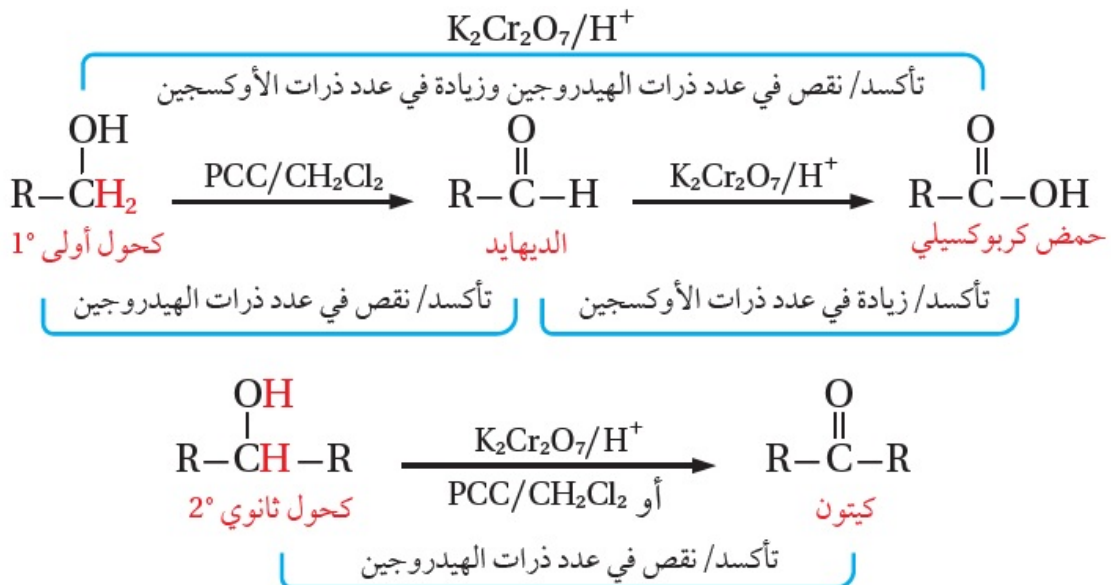 K₂Cr₂O₇/H⁺
تأكسد/ نقص في عدد ذرات الهيدروجين وزيادة في عدد ذرات الأوكسجين
OH O O
R–CH₂ PCC/CH₂Cl₂ R–C–H K₂Cr₂O₇/H⁺ R–C–OH
كحول أولى 1° الديهايد حمض كربوكسيلي
تأكسد/ نقص في عدد ذرات الهيدروجين تأكسد/ زيادة في عدد ذرات الأوكسجين
OH O
R–CH–R K₂Cr₂O₇/H⁺ R–C–R
أو PCC/CH₂Cl₂
كحول ثانوي 2° كيتون
تأكسد/ نقص في عدد ذرات الهيدروجين